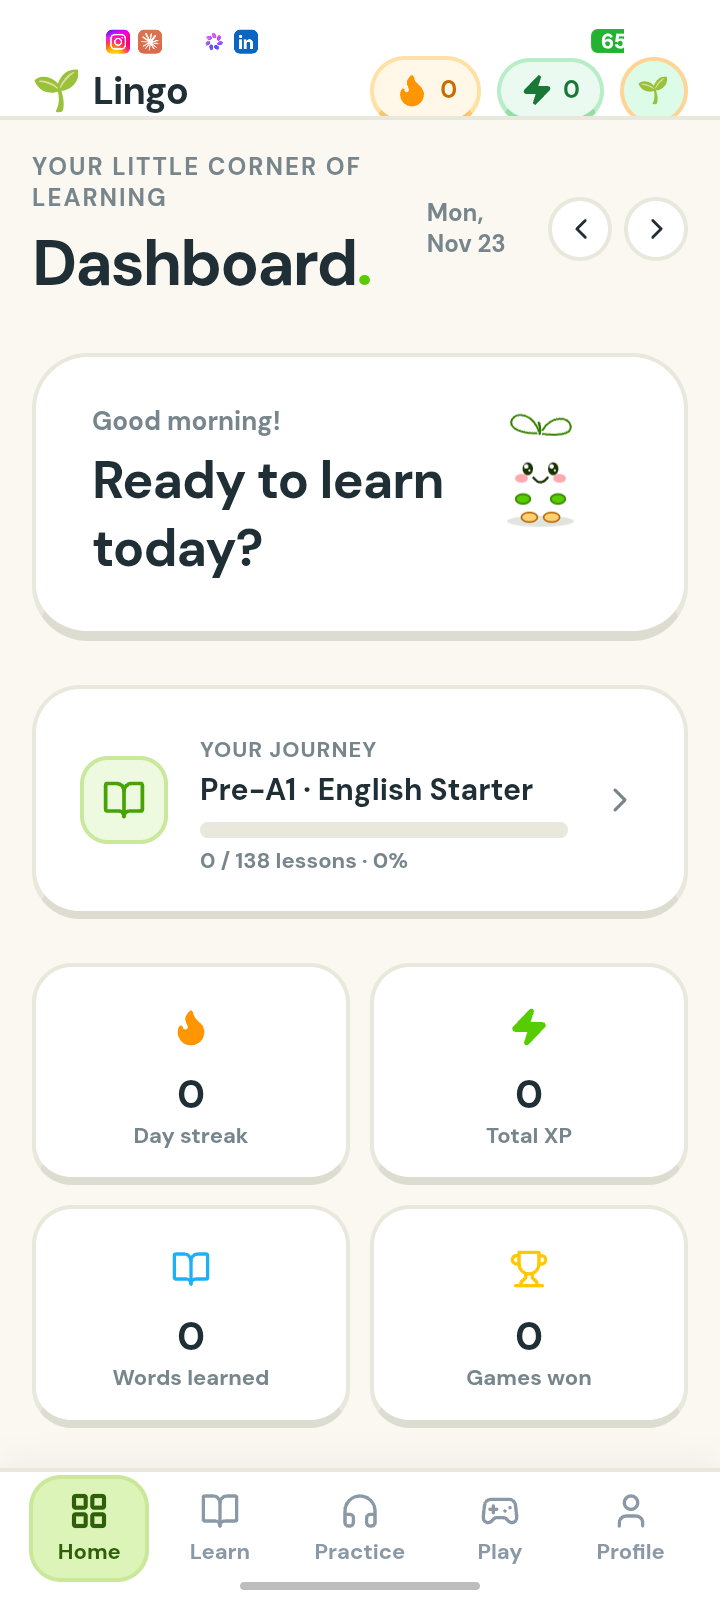 65
Lingo
0
0
YOUR LITTLE CORNER OF
LEARNING
Dashboard.
Mon,
Nov 23
Good morning!
Ready to learn
today?
YOUR JOURNEY
Pre-A1 · English Starter
0 / 138 lessons · 0%
0
Day streak
0
Total XP
0
Words learned
0
Games won
Home
Learn
Practice
Play
Profile